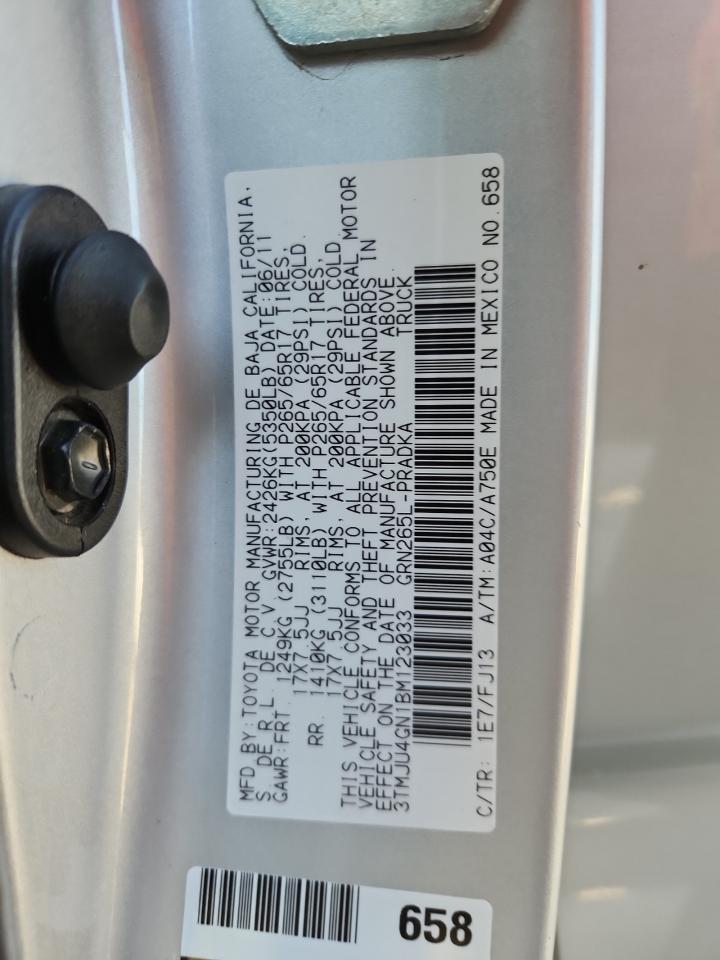 MFD BY:TOYOTA MOTOR MANUFACTURING DE BAJA CALIFORNIA,
S. DE R.L. DE C.V. GVWR:2426KG(5350LB) DATE:06/11
GAWR:FRT. 1249KG (2755LB) WITH P265/65R17 TIRES,
17X7.5JJ RIMS, AT 200KPA (29PSI) COLD.
RR. 1410KG (3110LB) WITH P265/65R17 TIRES,
17X7.5JJ RIMS, AT 200KPA (29PSI) COLD.
THIS VEHICLE CONFORMS TO ALL APPLICABLE FEDERAL MOTOR
VEHICLE SAFETY AND THEFT PREVENTION STANDARDS IN
EFFECT ON THE DATE OF MANUFACTURE SHOWN ABOVE.
3TMJU4GN1BM123033 GRN265L-PRADKA TRUCK
C/TR: 1E7/FJ13 A/TM:A04C/A750E MADE IN MEXICO NO.658
658